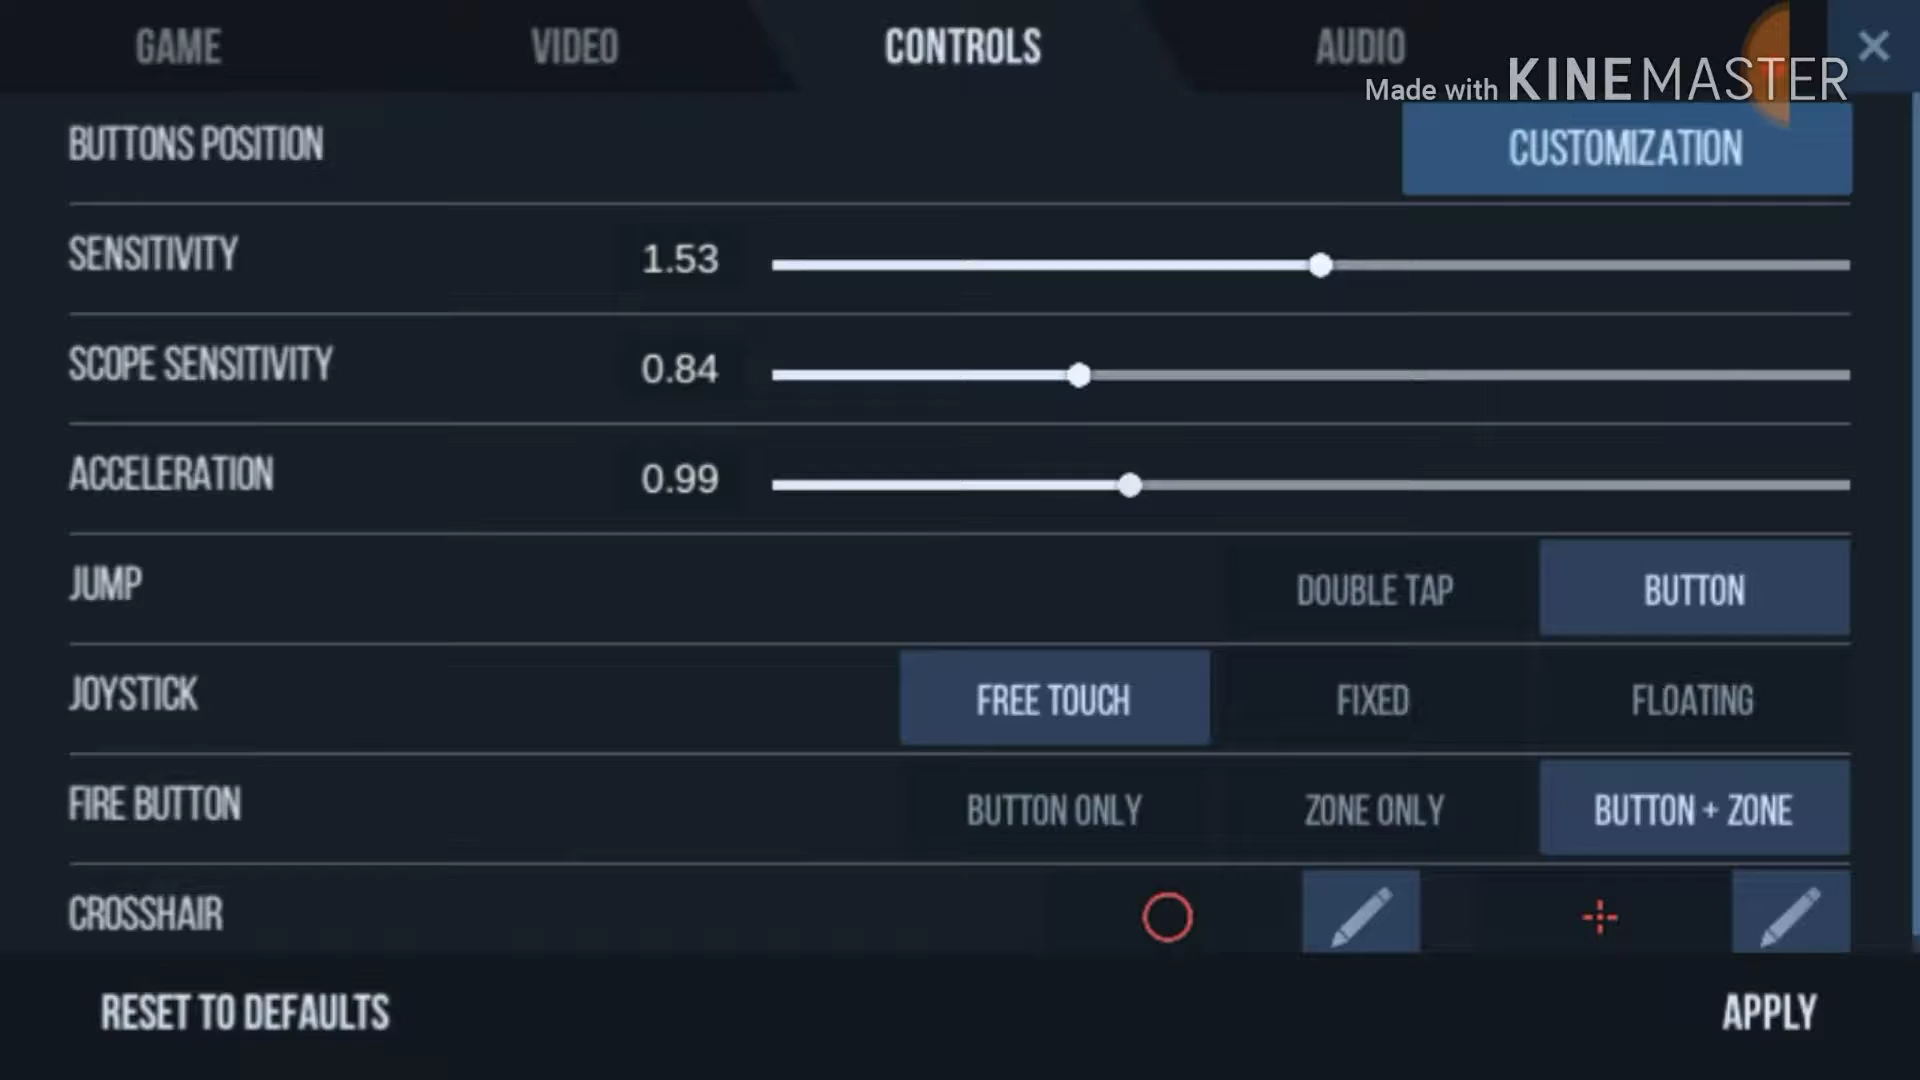 GAME VIDEO CONTROLS AUDIO
Made with KINEMASTER
BUTTONS POSITION CUSTOMIZATION
SENSITIVITY 1.53
SCOPE SENSITIVITY 0.84
ACCELERATION 0.99
JUMP DOUBLE TAP BUTTON
JOYSTICK FREE TOUCH FIXED FLOATING
FIRE BUTTON BUTTON ONLY ZONE ONLY BUTTON + ZONE
CROSSHAIR
RESET TO DEFAULTS APPLY